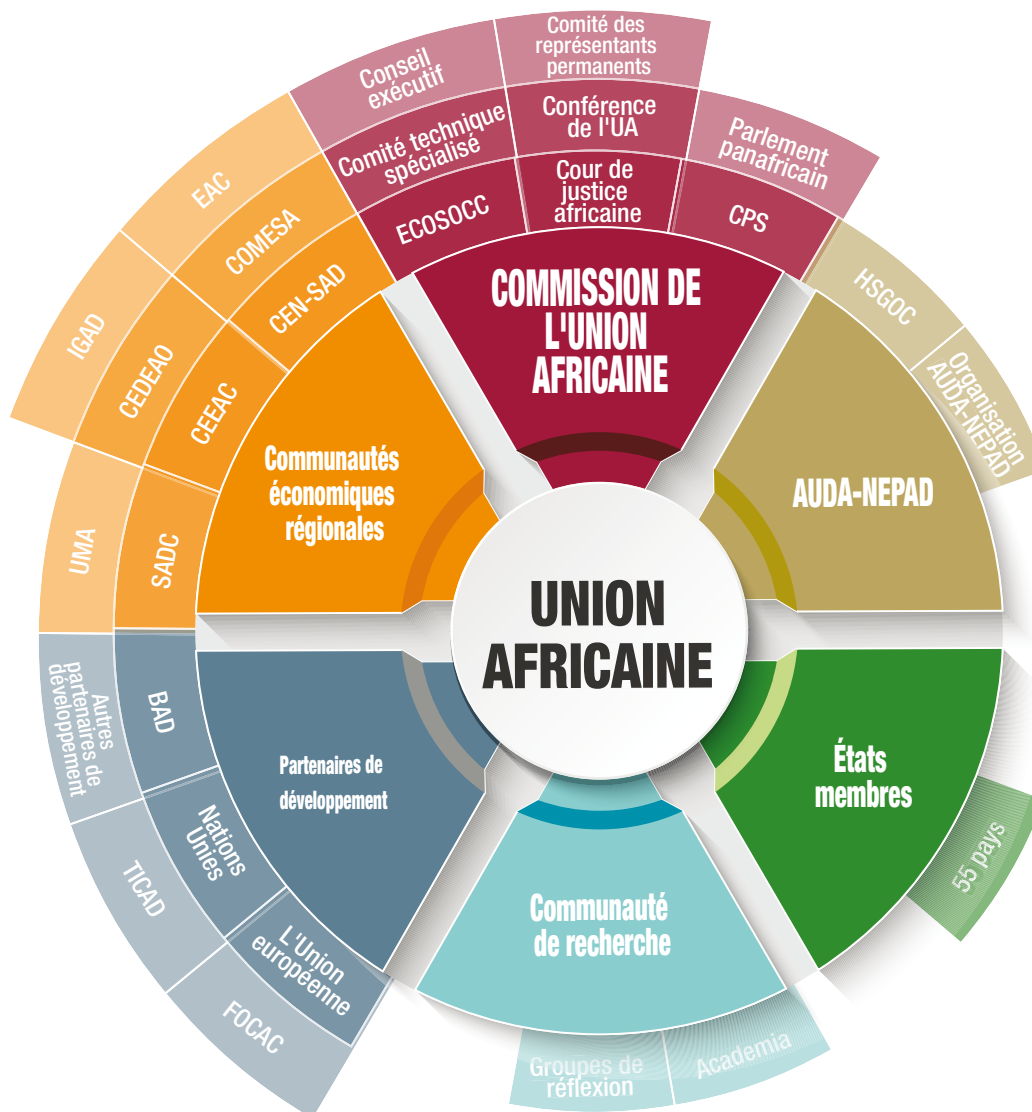 Conseil
exécutif
Comité des
représentants
permanents
Comité technique
spécialisé
Conférence
de l'UA
Parlement
panafricain
ECOSOCC
Cour de
justice
africaine
CPS
COMMISSION DE
L'UNION
AFRICAINE
HSGOC
Organisation
AUDA-NEPAD
AUDA-NEPAD
55 pays
États
membres
Academia
Groupes de
réflexion
Communauté
de recherche
FOCAC
TICAD
Autres
partenaires de
développement
L'Union
européenne
Nations
Unies
BAD
Partenaires de
développement
UMA
IGAD
EAC
SADC
CEDEAO
COMESA
CEEAC
CEN-SAD
Communautés
économiques
régionales
UNION
AFRICAINE